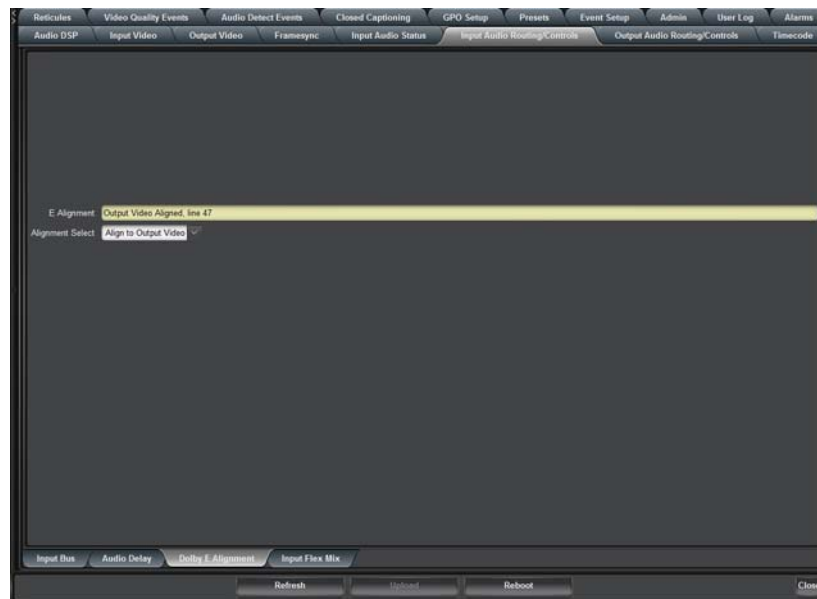 Reticules Video Quality Events Audio Detect Events Closed Captioning GPO Setup Presets Event Setup Admin User Log Alarms
Audio DSP Input Video Output Video Framesync Input Audio Status Input Audio Routing/Controls Output Audio Routing/Controls Timecode
E Alignment Output Video Aligned, line 47
Alignment Select Align to Output Video
Input Bus Audio Delay Dolby E Alignment Input Flex Mix
Refresh Upload Reboot Close